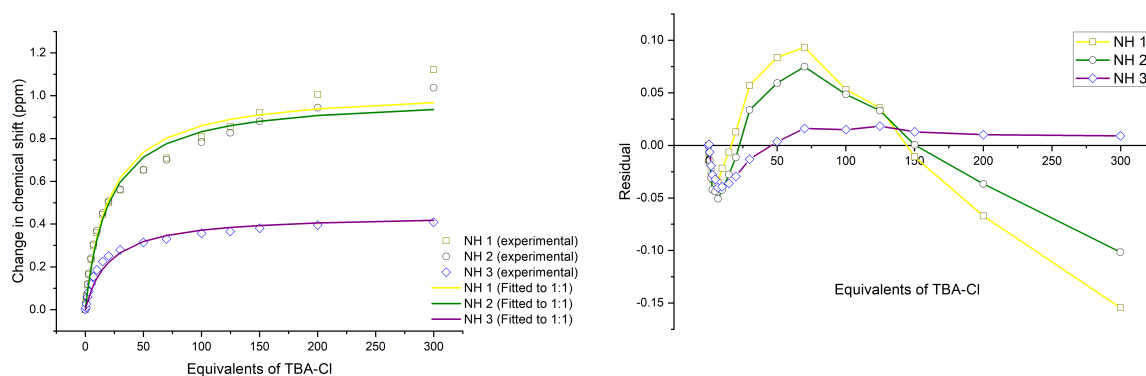 Change in chemical shift (ppm)
1.2
1.0
0.8
0.6
0.4
0.2
0.0
0
50
100
150
200
250
300
Equivalents of TBA-Cl
NH 1 (experimental)
NH 2 (experimental)
NH 3 (experimental)
NH 1 (Fitted to 1:1)
NH 2 (Fitted to 1:1)
NH 3 (Fitted to 1:1)
Residual
0.10
0.05
0.00
-0.05
-0.10
-0.15
50
100
150
200
250
300
Equivalents of TBA-Cl
NH 1
NH 2
NH 3